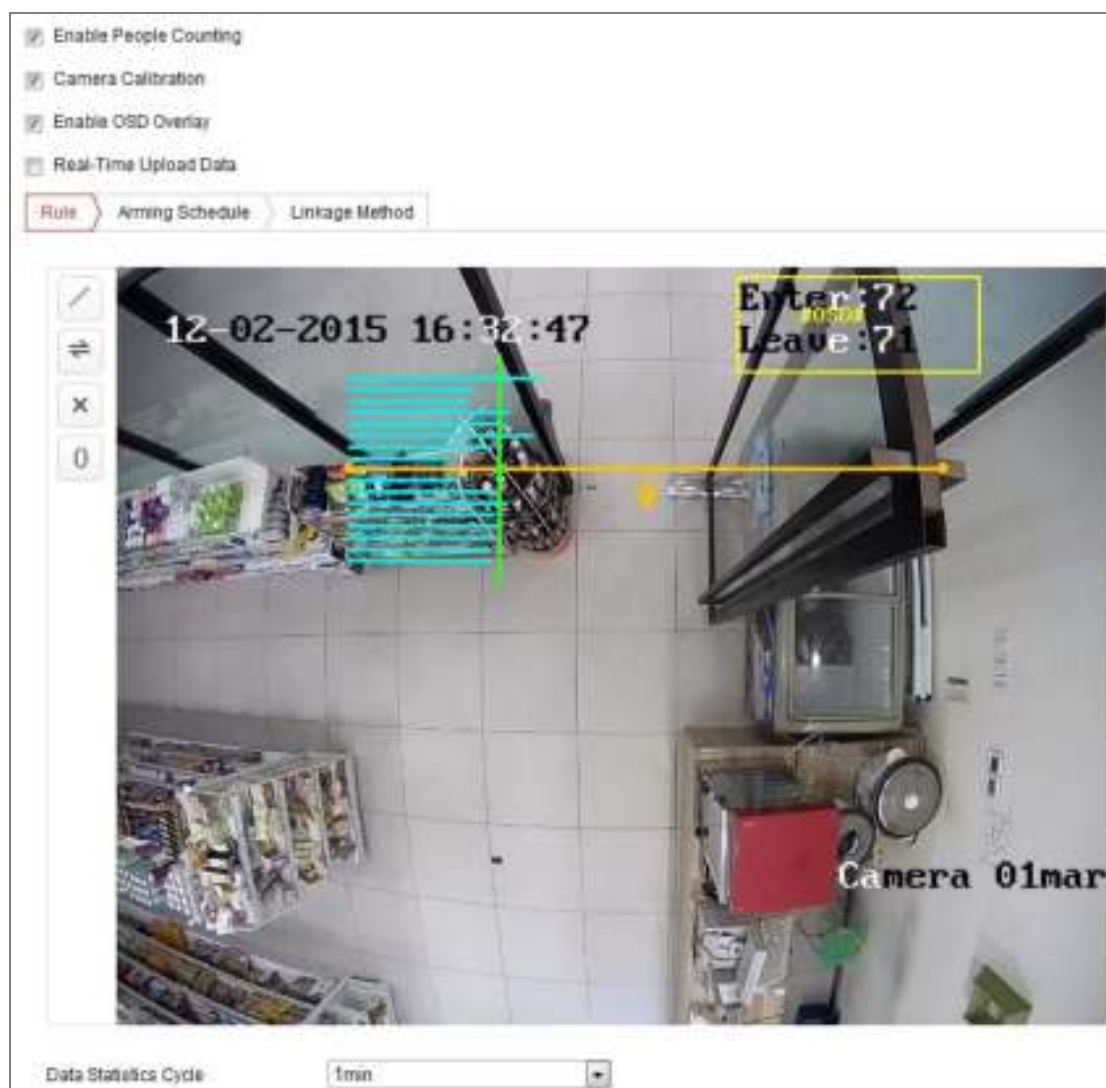 Enable People Counting
Camera Calibration
Enable OSD Overlay
Real-Time Upload Data
Rule
Arming Schedule
Linkage Method
12-02-2015 16:32:47
Enter:72
#OSD#
Leave:71
Camera 01mar
Data Statistics Cycle
1min